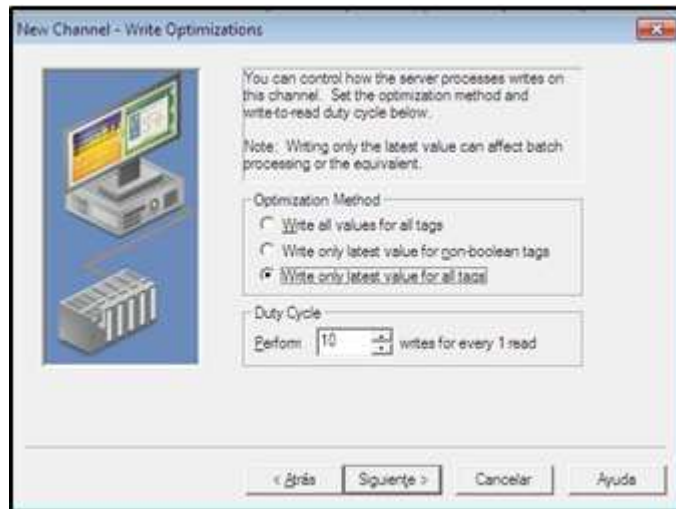 New Channel - Write Optimizations
You can control how the server processes writes on
this channel. Set the optimization method and
write-to-read duty cycle below.
Note: Writing only the latest value can affect batch
processing or the equivalent.
Optimization Method
Write all values for all tags
Write only latest value for non-boolean tags
Write only latest value for all tags
Duty Cycle
Perform 10 writes for every 1 read
< Atrás Siguiente > Cancelar Ayuda